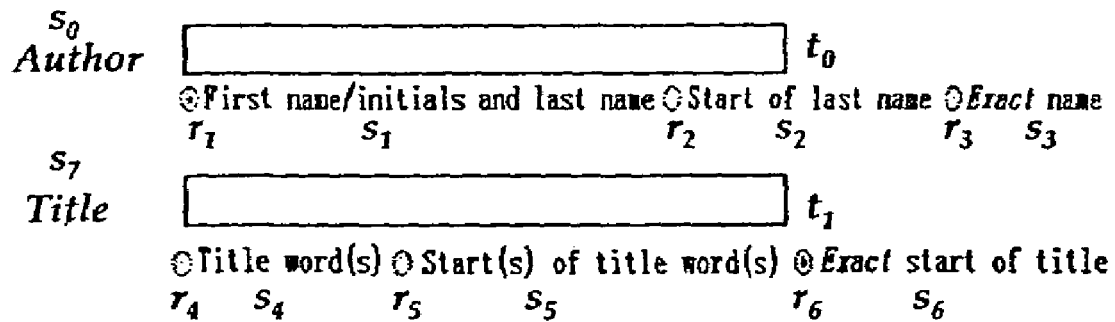 s₀
Author t₀
First name/initials and last name Start of last name Exact name
r₁ s₁ r₂ s₂ r₃ s₃
s₇
Title t₁
Title word(s) Start(s) of title word(s) Exact start of title
r₄ s₄ r₅ s₅ r₆ s₆